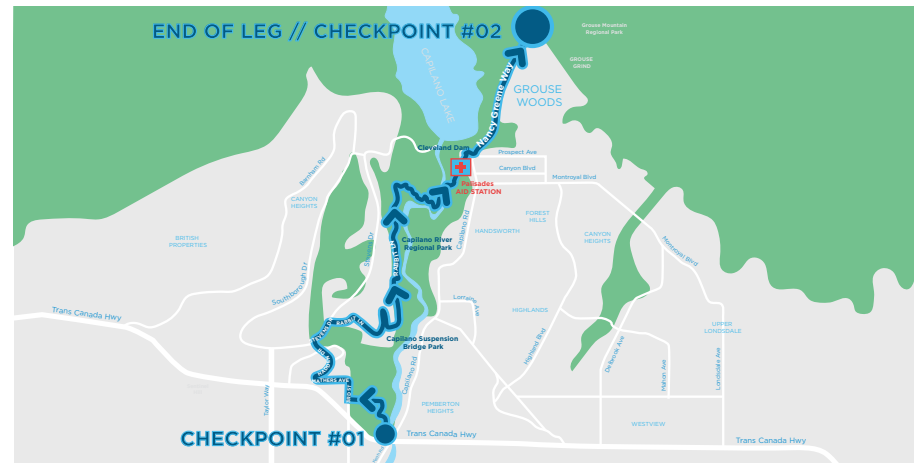 END OF LEG // CHECKPOINT #02
Grouse Mountain
Regional Park
GROUSE
GRIND
CAPILANO LAKE
GROUSE
WOODS
Nancy Greene Way
Cleveland Dam
Prospect Ave
Canyon Blvd
Montroyal Blvd
Palisades
AID STATION
CANYON
HEIGHTS
BRITISH
PROPERTIES
Southborough Dr
Capilano River
Regional Park
Capilano Rd
HANDSWORTH
FOREST
HILLS
CANYON
HEIGHTS
Montroyal Blvd
Trans Canada Hwy
Lorraine Ave
HIGHLANDS
Highland Blvd
UPPER
LONSDALE
Capilano Suspension
Bridge Park
MATHERS AVE
Taylor Way
Capilano Rd
PEMBERTON
HEIGHTS
Mahon Ave
Lonsdale Ave
WESTVIEW
CHECKPOINT #01
Trans Canada Hwy
Trans Canada Hwy